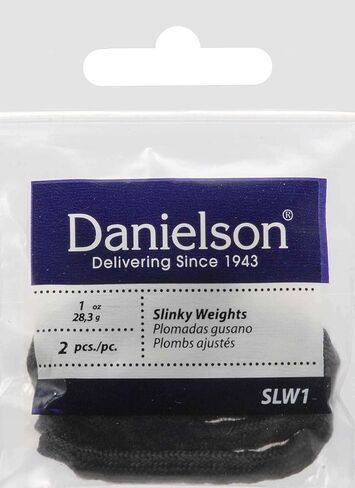 Danielson®
Delivering Since 1943
1 oz
28,3 g
2 pcs./pc.
Slinky Weights
Plomadas gusano
Plombs ajustés
SLW1